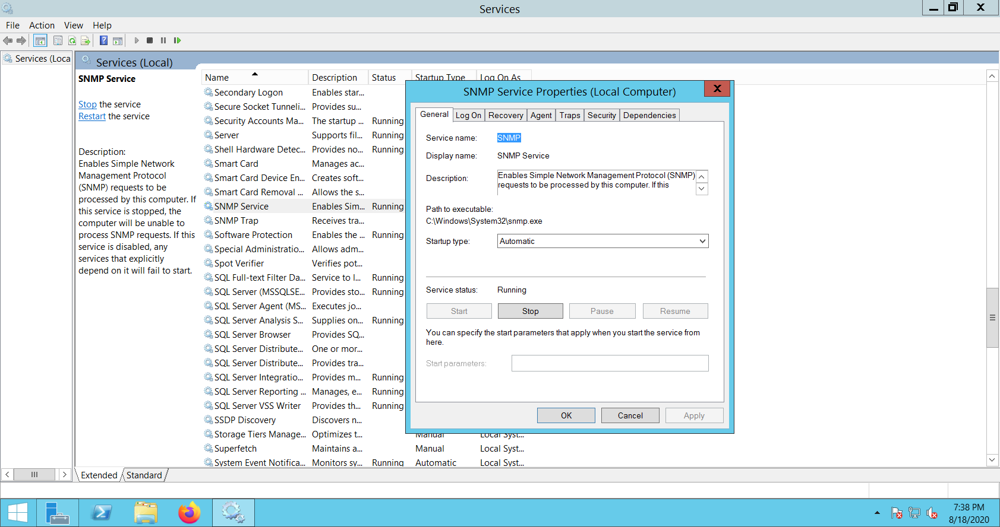 Services
File Action View Help
Services (Loca
Services (Local)
SNMP Service
Stop the service
Restart the service
Description:
Enables Simple Network
Management Protocol
(SNMP) requests to be
processed by this computer. If
this service is stopped, the
computer will be unable to
process SNMP requests. If this
service is disabled, any
services that explicitly
depend on it will fail to start.
Name Description Status Startup Type Log On As
Secondary Logon Enables star...
Secure Socket Tunneli... Provides su...
Security Accounts Ma... The startup ... Running
Server Supports fil... Running
Shell Hardware Detec... Provides no... Running
Smart Card Manages ac...
Smart Card Device En... Creates soft...
Smart Card Removal ... Allows the s...
SNMP Service Enables Sim... Running
SNMP Trap Receives tra...
Software Protection Enables the ... Running
Special Administratio... Allows adm...
Spot Verifier Verifies pot...
SQL Full-text Filter Da... Service to l... Running
SQL Server (MSSQLSE... Provides sto... Running
SQL Server Agent (MS... Executes jo...
SQL Server Analysis S... Supplies on... Running
SQL Server Browser Provides SQ...
SQL Server Distribute... One or mor...
SQL Server Distribute... Provides tra...
SQL Server Integratio... Provides m... Running
SQL Server Reporting ... Manages, e... Running
SQL Server VSS Writer Provides th... Running
SSDP Discovery Discovers n...
Storage Tiers Manage... Optimizes t... Manual Local Syst...
Superfetch Maintains a... Manual Local Syst...
System Event Notifica... Monitors sy... Running Automatic Local Syst...
SNMP Service Properties (Local Computer)
General Log On Recovery Agent Traps Security Dependencies
Service name: SNMP
Display name: SNMP Service
Description: Enables Simple Network Management Protocol (SNMP)
requests to be processed by this computer. If this
Path to executable:
C:\Windows\System32\snmp.exe
Startup type: Automatic
Service status: Running
Start Stop Pause Resume
You can specify the start parameters that apply when you start the service from
here.
Start parameters:
OK Cancel Apply
Extended Standard
7:38 PM
8/18/2020